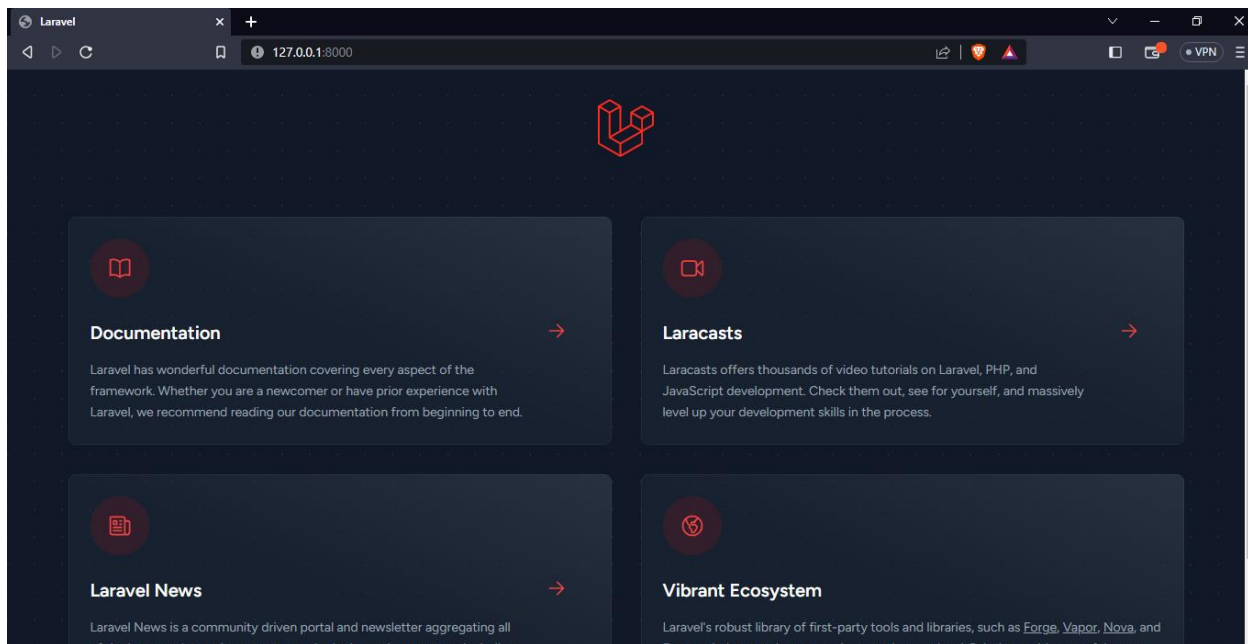 Laravel
127.0.0.1:8000
VPN
Documentation
Laravel has wonderful documentation covering every aspect of the
framework. Whether you are a newcomer or have prior experience with
Laravel, we recommend reading our documentation from beginning to end.
Laracasts
Laracasts offers thousands of video tutorials on Laravel, PHP, and
JavaScript development. Check them out, see for yourself, and massively
level up your development skills in the process.
Laravel News
Laravel News is a community driven portal and newsletter aggregating all
Vibrant Ecosystem
Laravel's robust library of first-party tools and libraries, such as Forge, Vapor, Nova, and